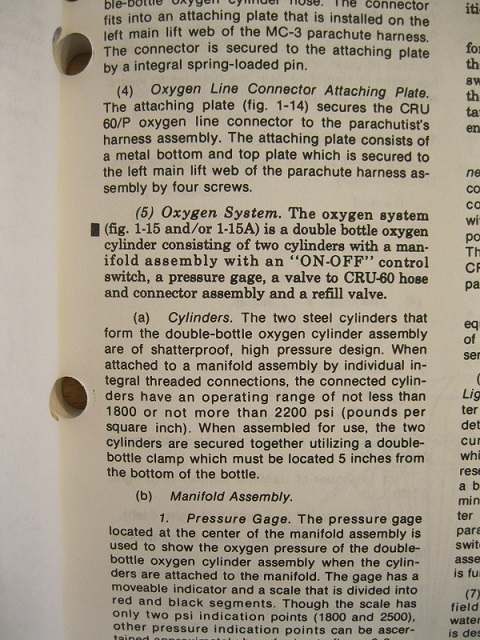 ble-bottle oxygen cylinder hose. The connector
fits into an attaching plate that is installed on the
left main lift web of the MC-3 parachute harness.
The connector is secured to the attaching plate
by a integral spring-loaded pin.
(4) Oxygen Line Connector Attaching Plate.
The attaching plate (fig. 1-14) secures the CRU
60/P oxygen line connector to the parachutist's
harness assembly. The attaching plate consists of
a metal bottom and top plate which is secured to
the left main lift web of the parachute harness as-
sembly by four screws.
(5) Oxygen System. The oxygen system
(fig. 1-15 and/or 1-15A) is a double bottle oxygen
cylinder consisting of two cylinders with a man-
ifold assembly with an "ON-OFF" control
switch, a pressure gage, a valve to CRU-60 hose
and connector assembly and a refill valve.
(a) Cylinders. The two steel cylinders that
form the double-bottle oxygen cylinder assembly
are of shatterproof, high pressure design. When
attached to a manifold assembly by individual in-
tegral threaded connections, the connected cylin-
ders have an operating range of not less than
1800 or not more than 2200 psi (pounds per
square inch). When assembled for use, the two
cylinders are secured together utilizing a double-
bottle clamp which must be located 5 inches from
the bottom of the bottle.
(b) Manifold Assembly.
1. Pressure Gage. The pressure gage
located at the center of the manifold assembly is
used to show the oxygen pressure of the double-
bottle oxygen cylinder assembly when the cylin-
ders are attached to the manifold. The gage has a
moveable indicator and a scale that is divided into
red and black segments. Though the scale has
only two psi indication points (1800 and 2500),
other pressure indication points can be ascer-